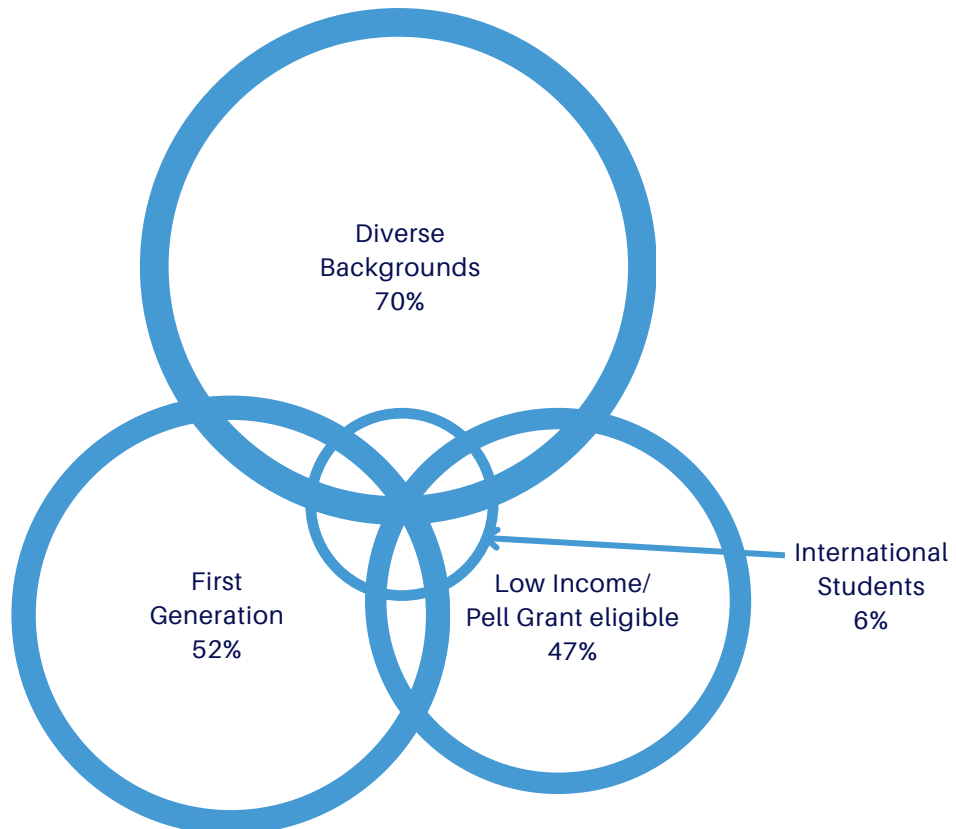 Diverse
Backgrounds
70%
First
Generation
52%
Low Income/
Pell Grant eligible
47%
International
Students
6%